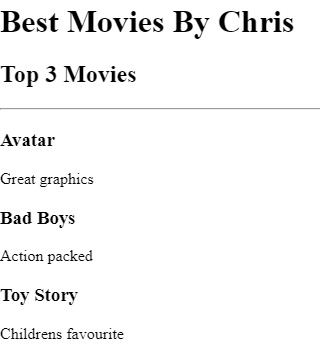 Best Movies By Chris
Top 3 Movies
Avatar
Great graphics
Bad Boys
Action packed
Toy Story
Childrens favourite